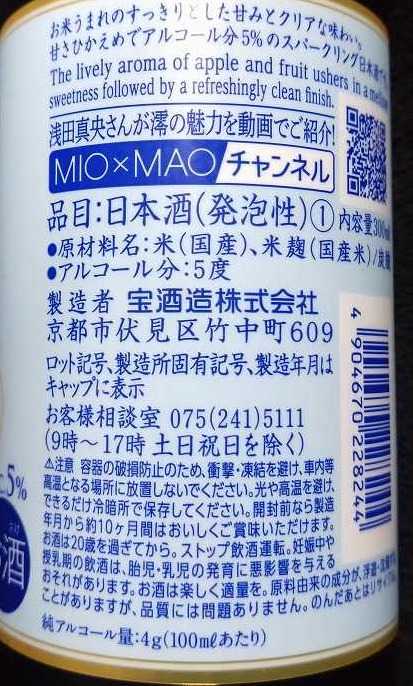 お米うまれのすっきりとした甘みとクリアな味わい。
甘さひかえめでアルコール分5%のスパークリング日本酒です
The lively aroma of apple and fruit ushers in a mellow
sweetness followed by a refreshingly clean finish.
浅田真央さんが澪の魅力を動画でご紹介!
MIO×MAO チャンネル
品目:日本酒(発泡性)① 内容量300ml
●原材料名:米(国産)、米麹(国産米)/炭酸
●アルコール分:5度
製造者 宝酒造株式会社
京都市伏見区竹中町609
ロット記号、製造所固有記号、製造年月は
キャップに表示
お客様相談室 075(241)5111
(9時〜17時 土日祝日を除く)
⚠注意 容器の破損防止のため、衝撃・凍結を避け、車内等
高温となる場所に放置しないでください。光や高温を避け、
できるだけ冷暗所で保存してください。開封前なら製造
年月から約10ヶ月間はおいしくご賞味いただけます。
お酒は20歳を過ぎてから。ストップ飲酒運転。妊娠中や
授乳期の飲酒は、胎児・乳児の発育に悪影響を与える
おそれがあります。お酒は楽しく適量を。原料由来の成分が、浮遊・沈殿
ことがありますが、品質には問題ありません。のんだあとはリサイクル
純アルコール量:4g(100mlあたり)
4904670228244
5%
酒